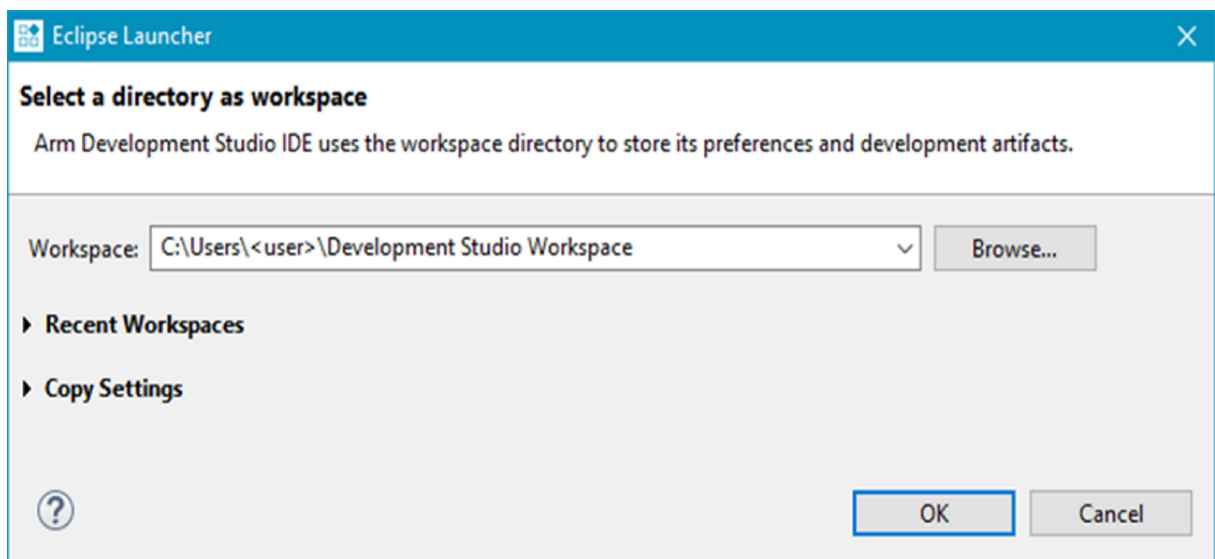 Eclipse Launcher
Select a directory as workspace
Arm Development Studio IDE uses the workspace directory to store its preferences and development artifacts.
Workspace: C:\Users\<user>\Development Studio Workspace Browse...
Recent Workspaces
Copy Settings
? OK Cancel